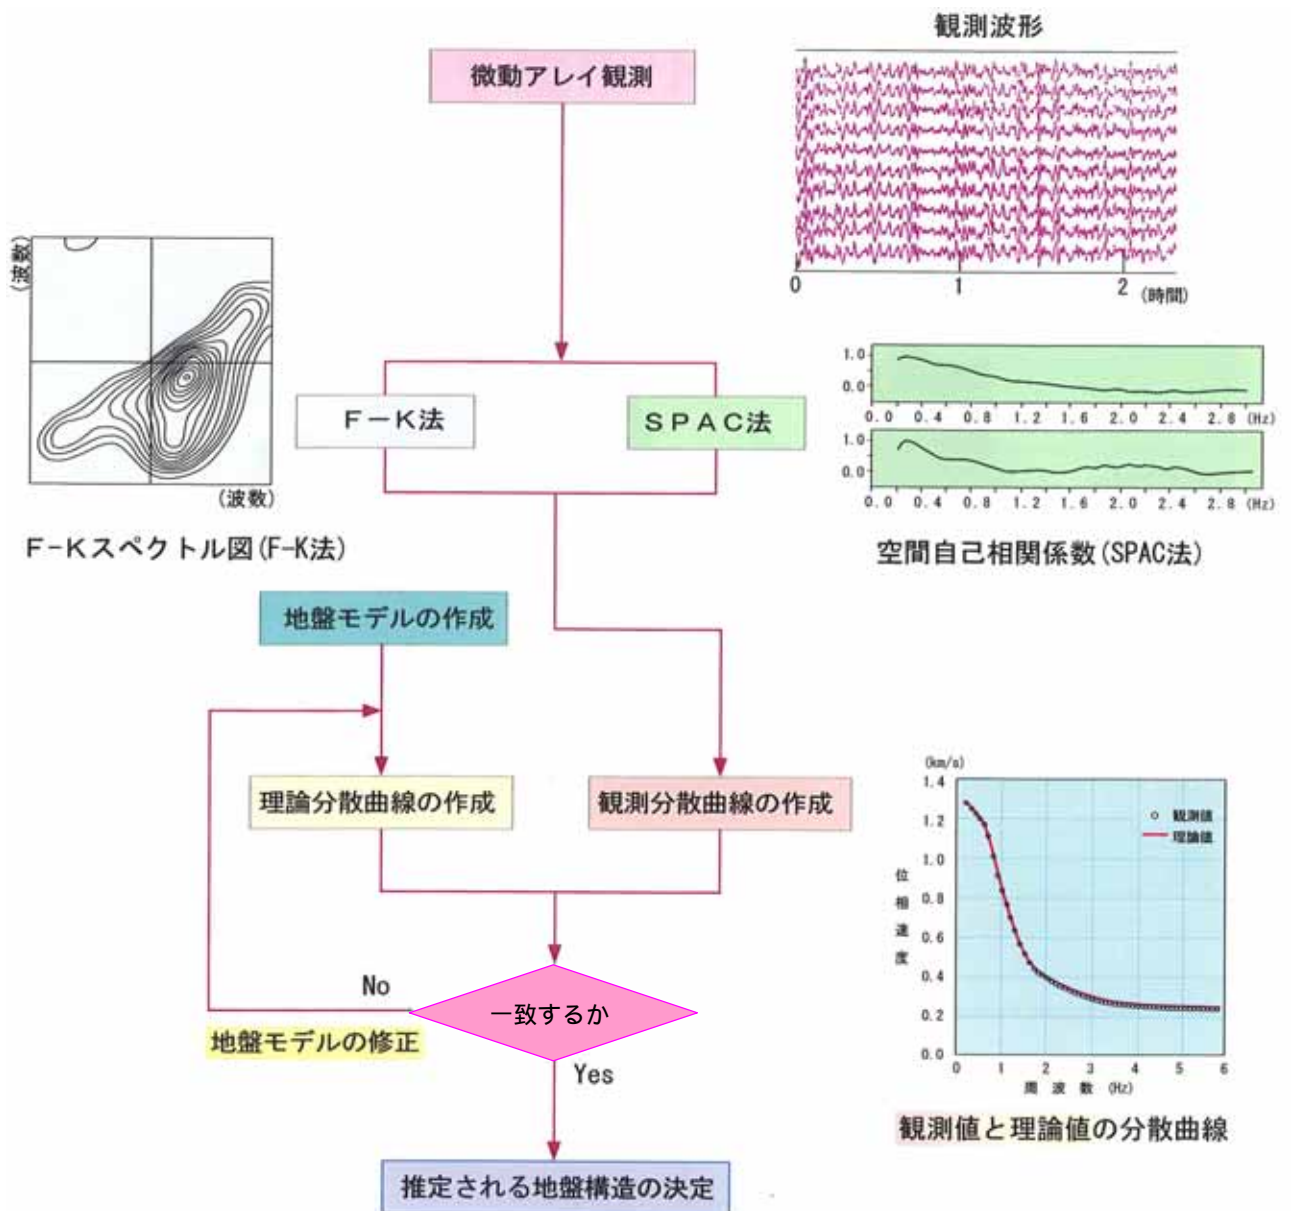 観測波形
微動アレイ観測
0
1
2
(時間)
(波数)
(波数)
F-Kスペクトル図(F-K法)
F-K法
SPAC法
1.0
0.0
0.0 0.4 0.8 1.2 1.6 2.0 2.4 2.8 (Hz)
1.0
0.0
0.0 0.4 0.8 1.2 1.6 2.0 2.4 2.8 (Hz)
空間自己相関係数(SPAC法)
地盤モデルの作成
理論分散曲線の作成
観測分散曲線の作成
No
一致するか
地盤モデルの修正
Yes
推定される地盤構造の決定
(km/s)
1.4
1.2
1.0
0.8
0.6
0.4
0.2
0.0
位相速度
観測値
理論値
0 1 2 3 4 5 6
周波数 (Hz)
観測値と理論値の分散曲線